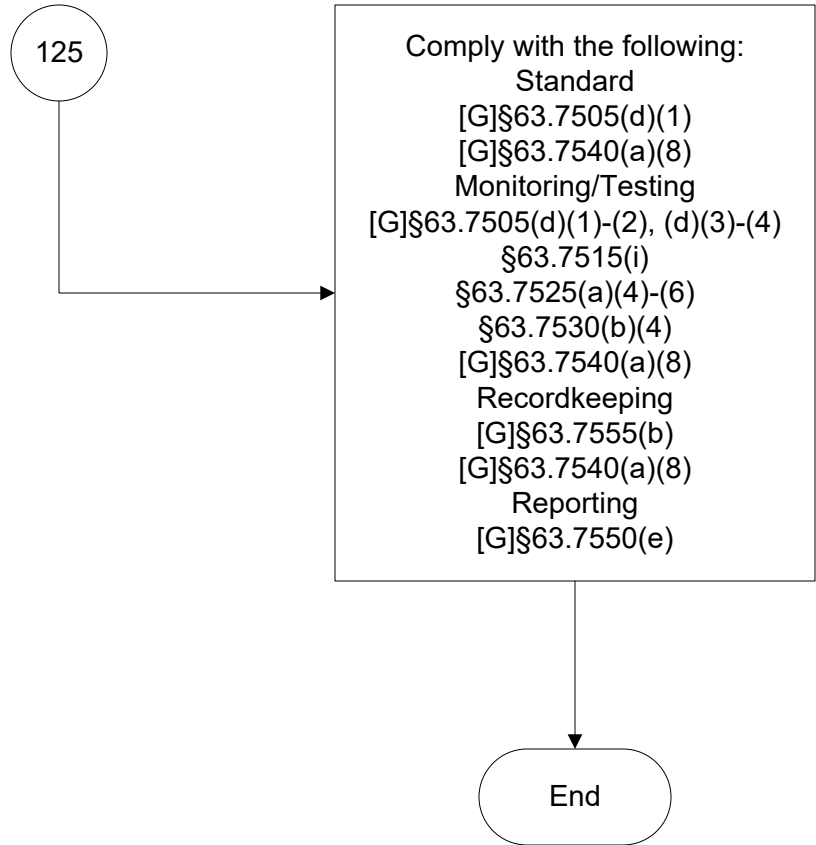 125
Comply with the following:
Standard
[G]§63.7505(d)(1)
[G]§63.7540(a)(8)
Monitoring/Testing
[G]§63.7505(d)(1)-(2), (d)(3)-(4)
§63.7515(i)
§63.7525(a)(4)-(6)
§63.7530(b)(4)
[G]§63.7540(a)(8)
Recordkeeping
[G]§63.7555(b)
[G]§63.7540(a)(8)
Reporting
[G]§63.7550(e)
End